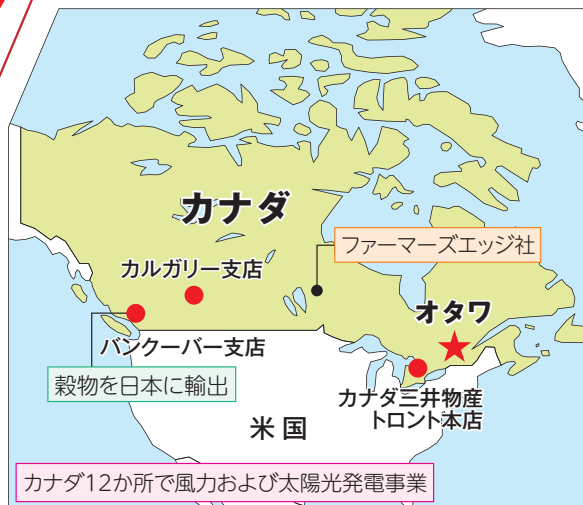 カナダ
ファーマーズエッジ社
カルガリー支店
オタワ
バンクーバー支店
穀物を日本に輸出
カナダ三井物産
トロント本店
米国
カナダ12か所で風力および太陽光発電事業